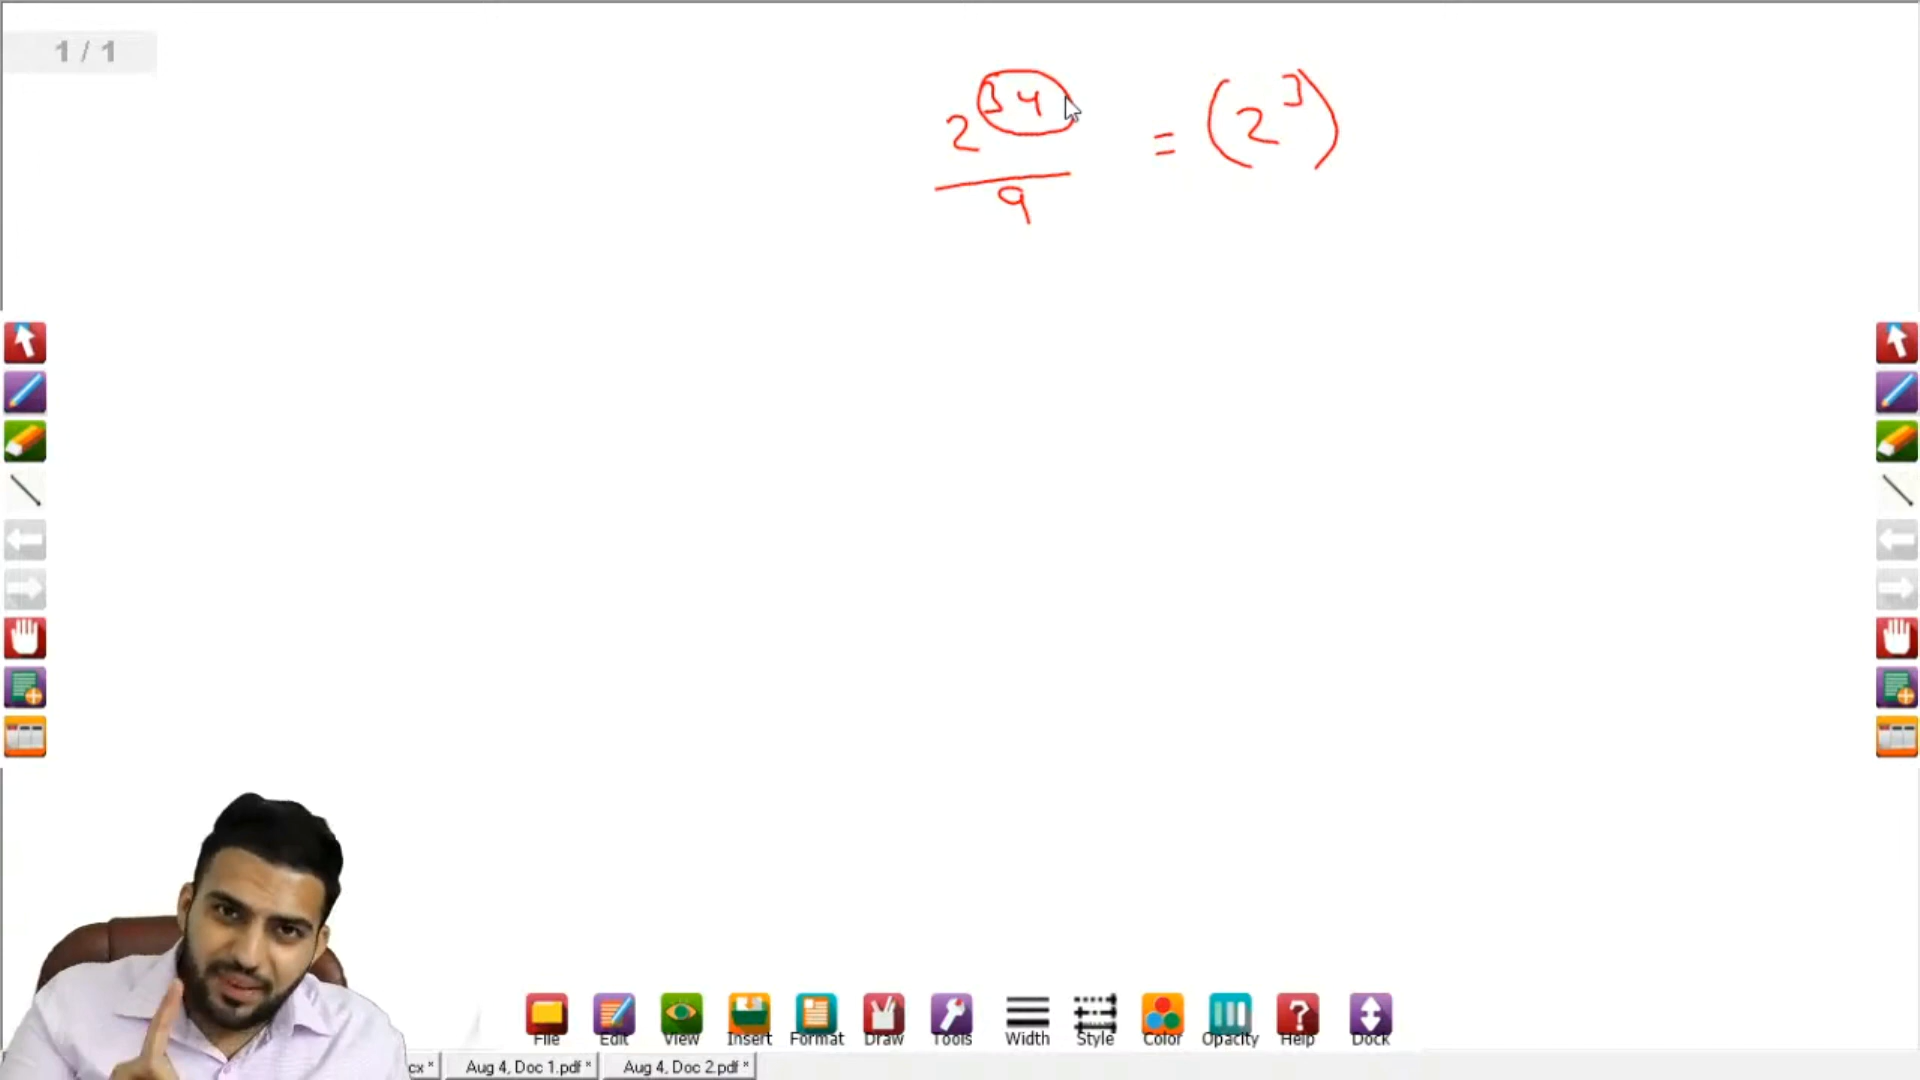 1 / 1
2^34 / 9 = (2^3)
File Edit View Insert Format Draw Tools Width Style Color Opacity Help Dock
cx * Aug 4, Doc 1.pdf * Aug 4, Doc 2.pdf *